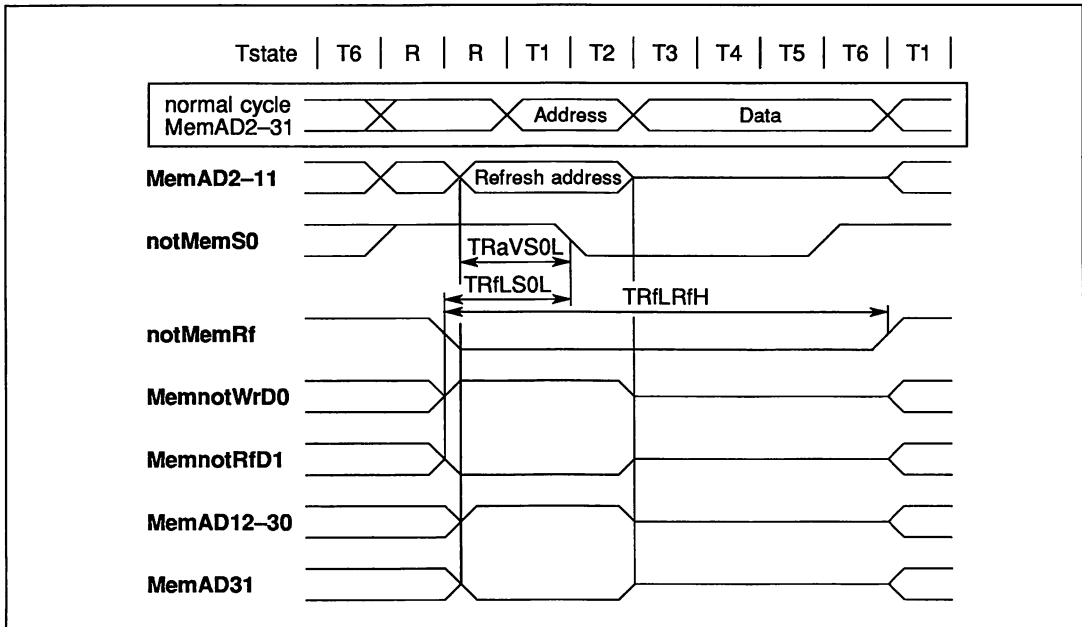 Tstate | T6 | R | R | T1 | T2 | T3 | T4 | T5 | T6 | T1 |
normal cycle
MemAD2–31
Address
Data
MemAD2–11
Refresh address
notMemS0
TRaVS0L
TRfLS0L
TRfLRfH
notMemRf
MemnotWrD0
MemnotRfD1
MemAD12–30
MemAD31